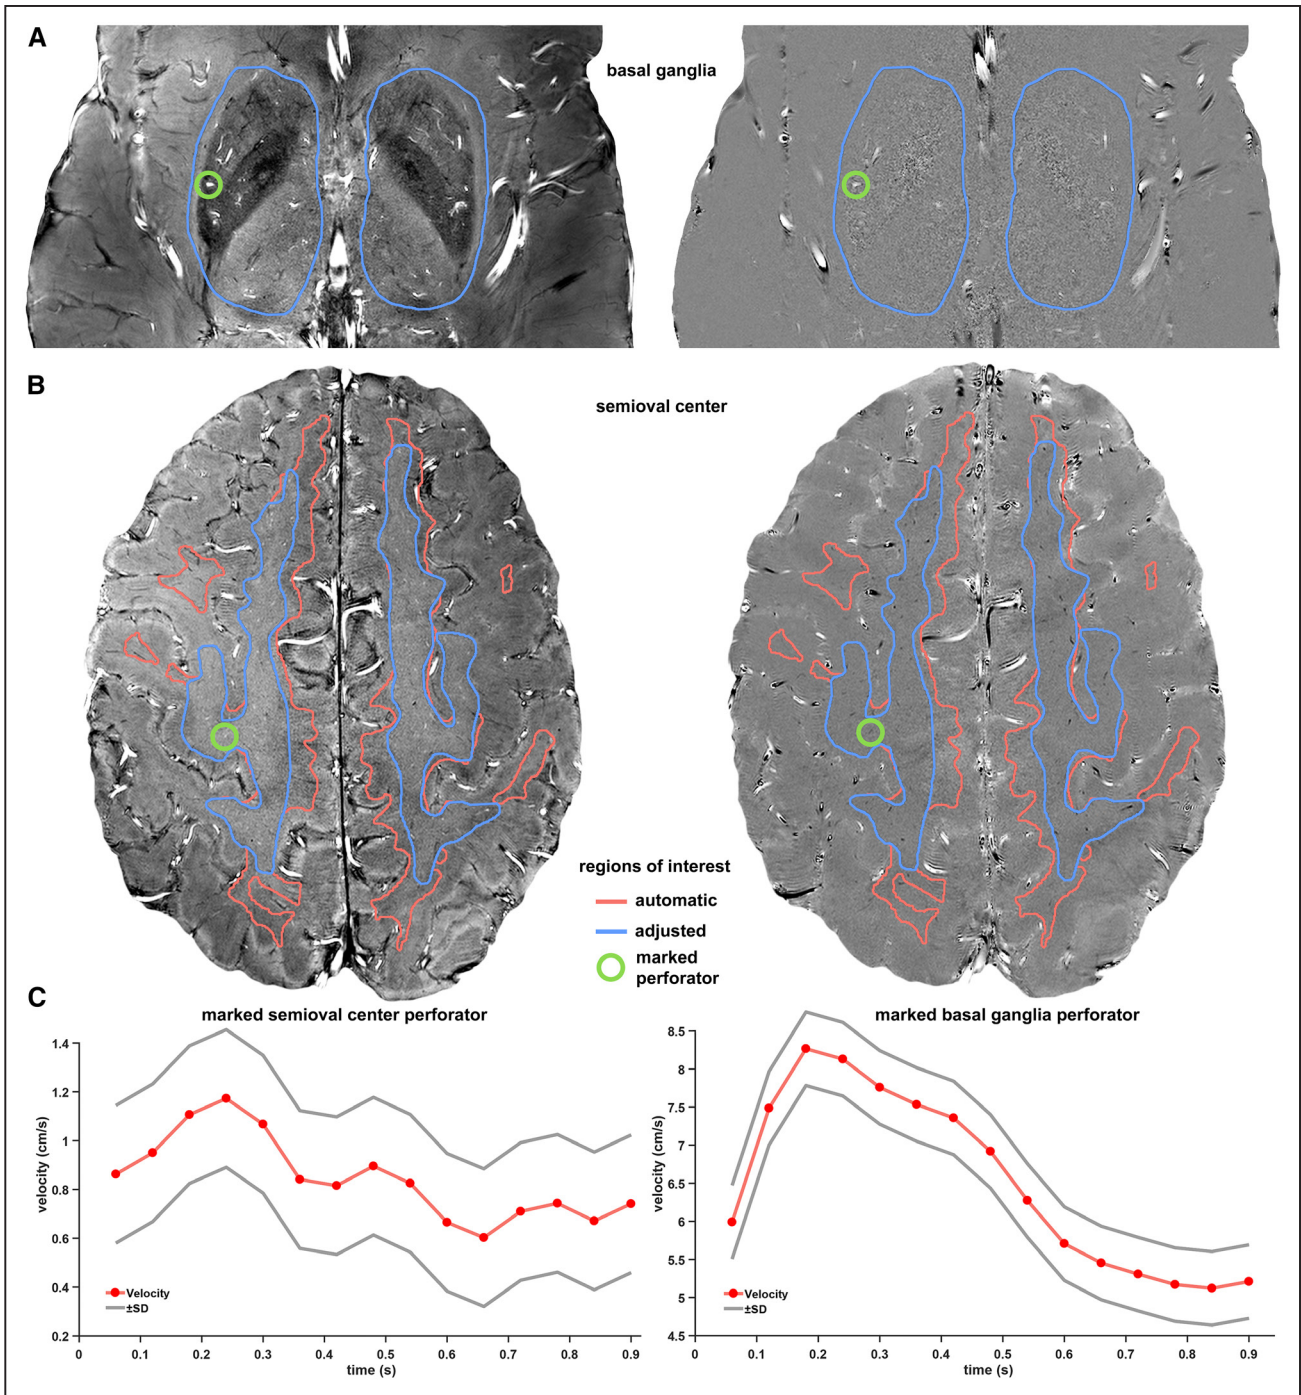 A
basal ganglia
B
semioval center
regions of interest
automatic
adjusted
marked
perforator
C
marked semioval center perforator
1.4
1.2
1
0.8
0.6
0.4
0.2
velocity (cm/s)
Velocity
±SD
0 0.1 0.2 0.3 0.4 0.5 0.6 0.7 0.8 0.9
time (s)
marked basal ganglia perforator
8.5
8
7.5
7
6.5
6
5.5
5
4.5
velocity (cm/s)
Velocity
±SD
0 0.1 0.2 0.3 0.4 0.5 0.6 0.7 0.8 0.9
time (s)